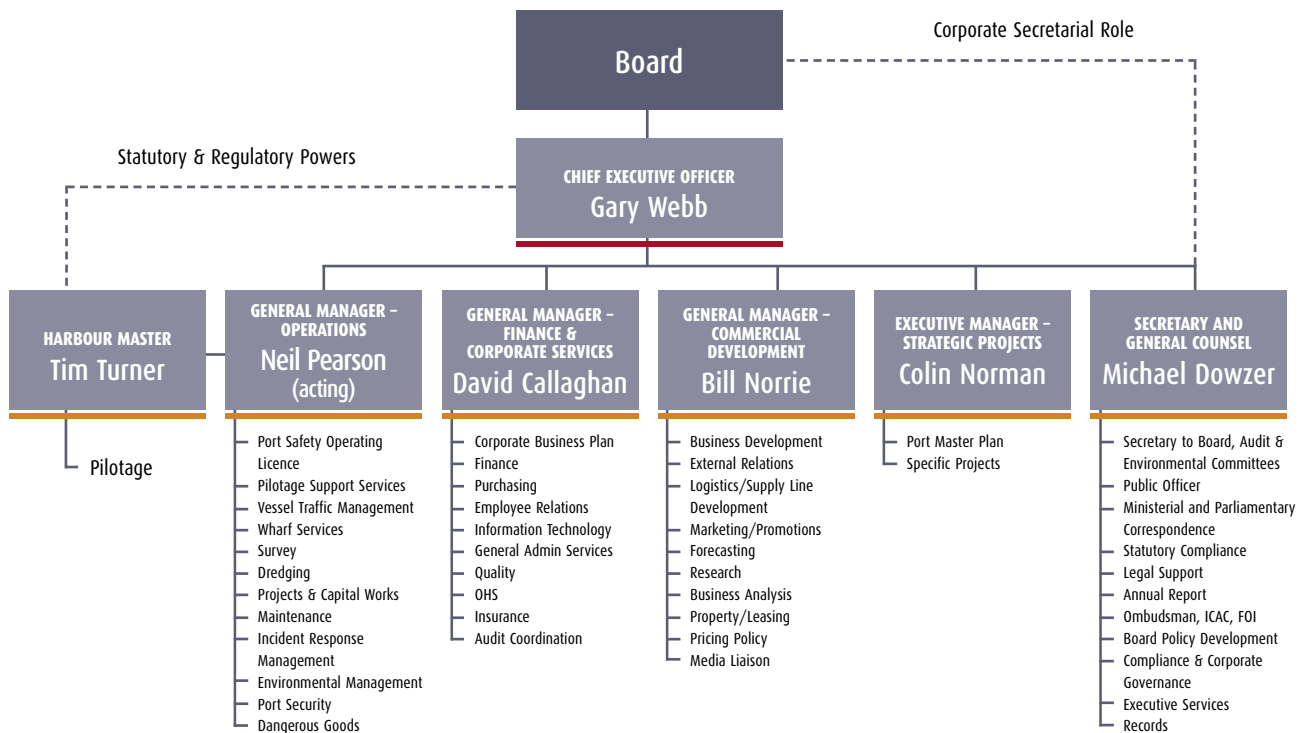 Corporate Secretarial Role
Board
Statutory & Regulatory Powers
CHIEF EXECUTIVE OFFICER
Gary Webb
HARBOUR MASTER
Tim Turner
Pilotage
GENERAL MANAGER –
OPERATIONS
Neil Pearson
(acting)
Port Safety Operating
Licence
Pilotage Support Services
Vessel Traffic Management
Wharf Services
Survey
Dredging
Projects & Capital Works
Maintenance
Incident Response
Management
Environmental Management
Port Security
Dangerous Goods
GENERAL MANAGER –
FINANCE &
CORPORATE SERVICES
David Callaghan
Corporate Business Plan
Finance
Purchasing
Employee Relations
Information Technology
General Admin Services
Quality
OHS
Insurance
Audit Coordination
GENERAL MANAGER –
COMMERCIAL
DEVELOPMENT
Bill Norrie
Business Development
External Relations
Logistics/Supply Line
Development
Marketing/Promotions
Forecasting
Research
Business Analysis
Property/Leasing
Pricing Policy
Media Liaison
EXECUTIVE MANAGER –
STRATEGIC PROJECTS
Colin Norman
Port Master Plan
Specific Projects
SECRETARY AND
GENERAL COUNSEL
Michael Dowzer
Secretary to Board, Audit &
Environmental Committees
Public Officer
Ministerial and Parliamentary
Correspondence
Statutory Compliance
Legal Support
Annual Report
Ombudsman, ICAC, FOI
Board Policy Development
Compliance & Corporate
Governance
Executive Services
Records